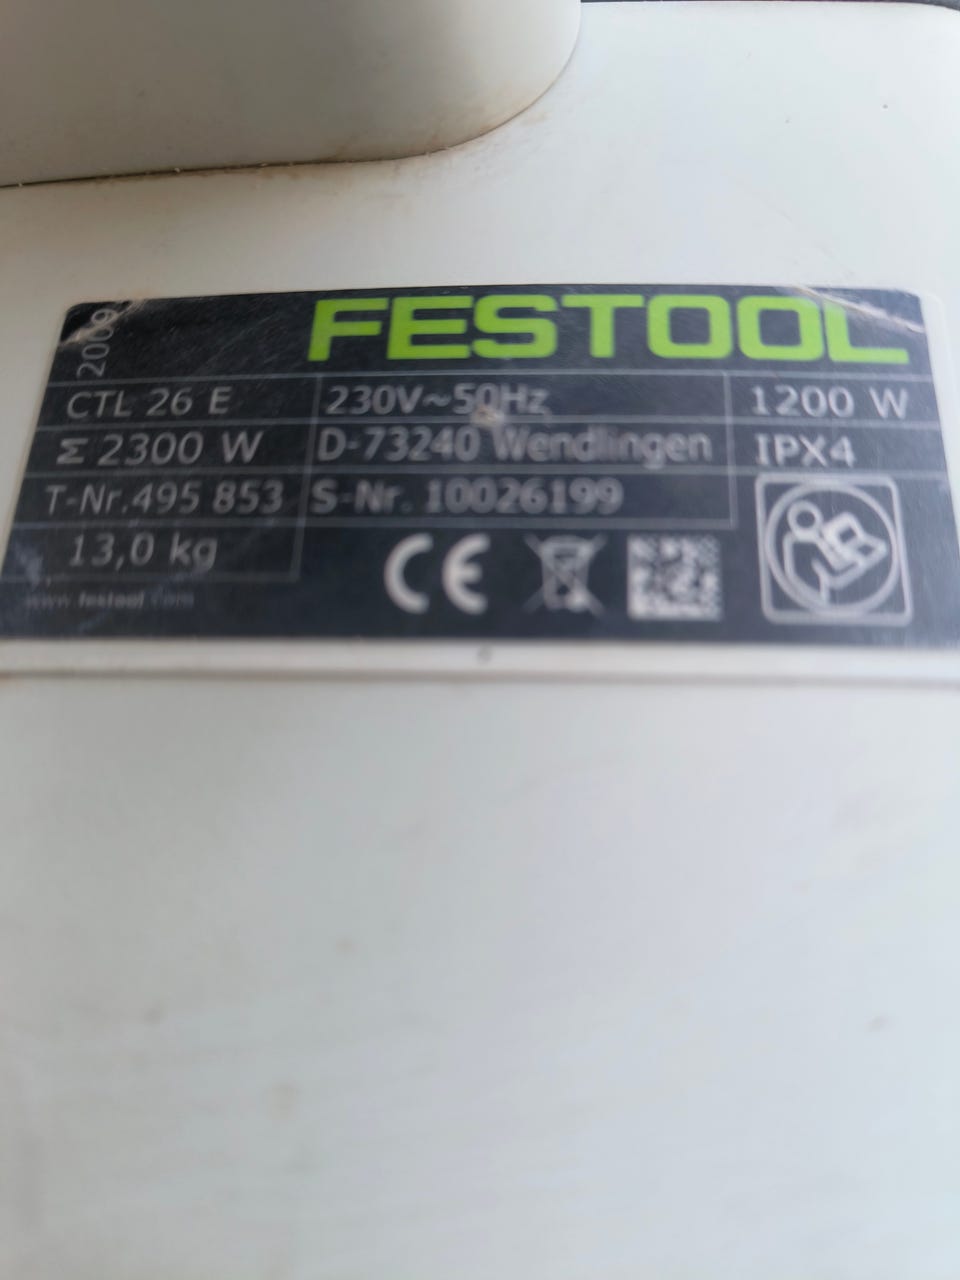 2009
FESTOOL
CTL 26 E 230V~50Hz 1200 W
Σ 2300 W D-73240 Wendlingen IPX4
T-Nr.495 853 S-Nr. 10026199
13,0 kg CE
www.festool.com